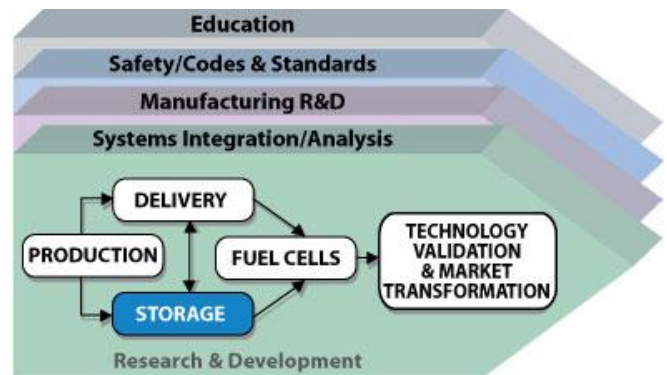 Education
Safety/Codes & Standards
Manufacturing R&D
Systems Integration/Analysis
DELIVERY
PRODUCTION
FUEL CELLS
STORAGE
TECHNOLOGY
VALIDATION
& MARKET
TRANSFORMATION
Research & Development